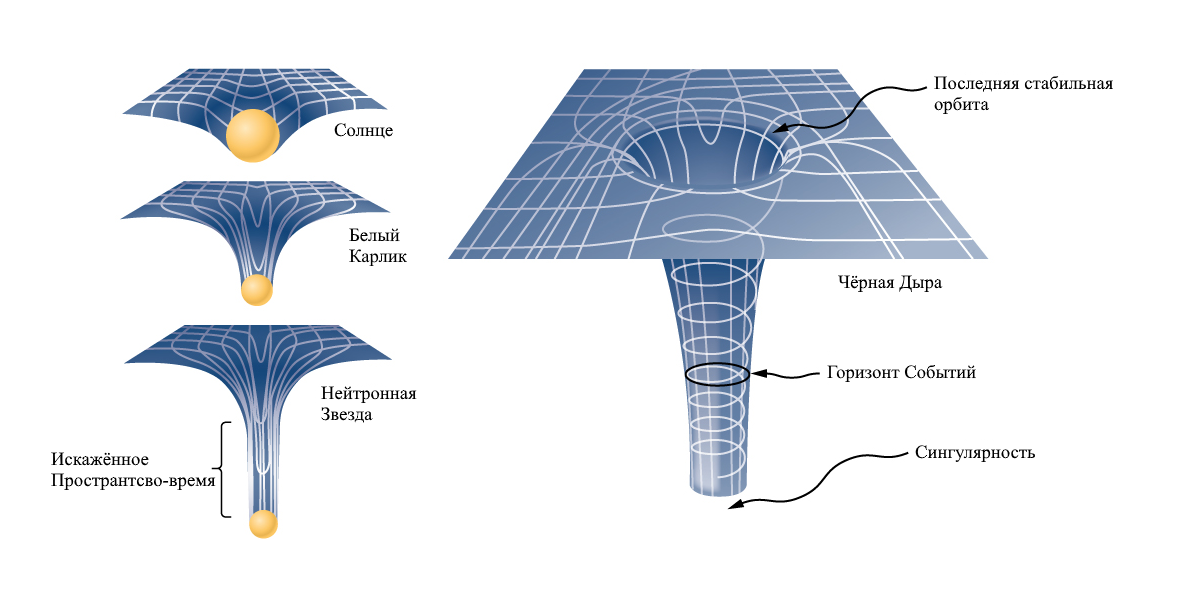 Солнце
Белый
Карлик
Нейтронная
Звезда
Искажённое
Пространтсво-время
Последняя стабильная
орбита
Чёрная Дыра
Горизонт Событий
Сингулярность